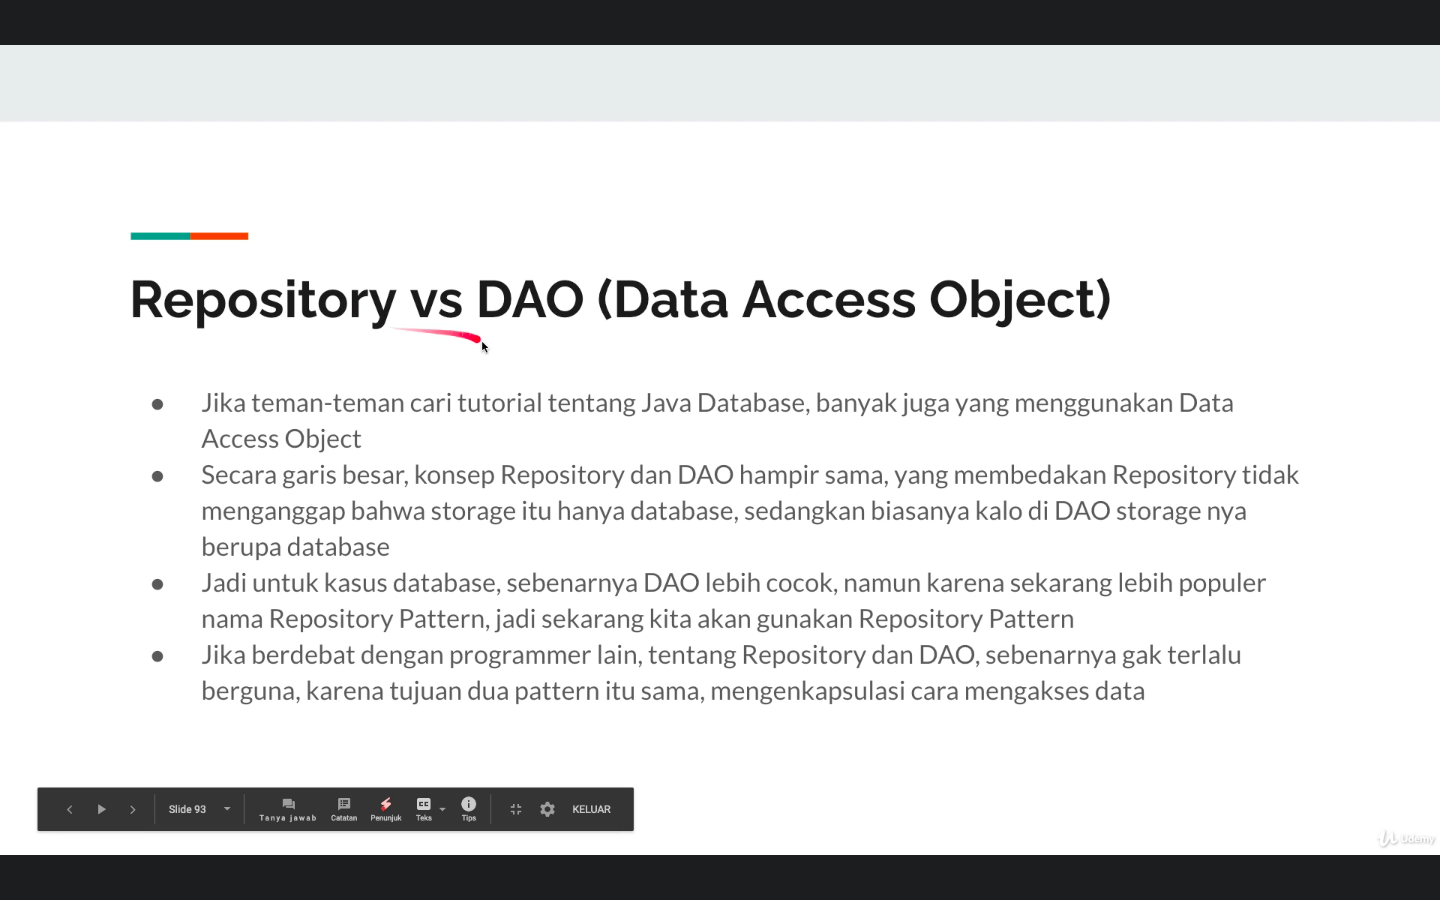 Repository vs DAO (Data Access Object)
● Jika teman-teman cari tutorial tentang Java Database, banyak juga yang menggunakan Data
Access Object
● Secara garis besar, konsep Repository dan DAO hampir sama, yang membedakan Repository tidak
menganggap bahwa storage itu hanya database, sedangkan biasanya kalo di DAO storage nya
berupa database
● Jadi untuk kasus database, sebenarnya DAO lebih cocok, namun karena sekarang lebih populer
nama Repository Pattern, jadi sekarang kita akan gunakan Repository Pattern
● Jika berdebat dengan programmer lain, tentang Repository dan DAO, sebenarnya gak terlalu
berguna, karena tujuan dua pattern itu sama, mengenkapsulasi cara mengakses data
Slide 93 Tanya jawab Catatan Penunjuk CC Teks Tips KELUAR
Udemy